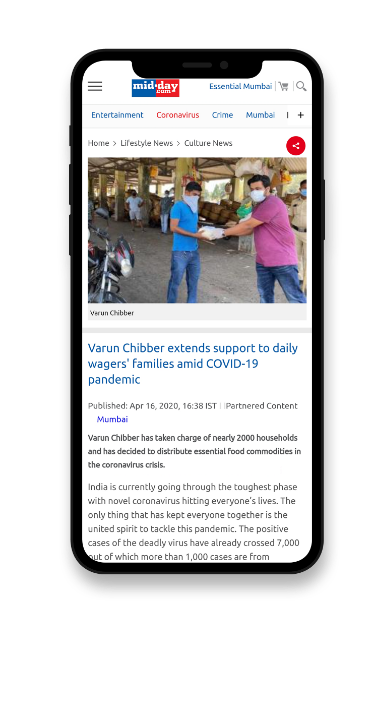 mid-day
.com
Essential Mumbai
Entertainment Coronavirus Crime Mumbai +
Home > Lifestyle News > Culture News
Varun Chibber
Varun Chibber extends support to daily
wagers' families amid COVID-19
pandemic
Published: Apr 16, 2020, 16:38 IST | |Partnered Content
Mumbai
Varun Chibber has taken charge of nearly 2000 households
and has decided to distribute essential food commodities in
the coronavirus crisis.
India is currently going through the toughest phase
with novel coronavirus hitting everyone's lives. The
only thing that has kept everyone together is the
united spirit to tackle this pandemic. The positive
cases of the deadly virus have already crossed 7,000
out of which more than 1,000 cases are from